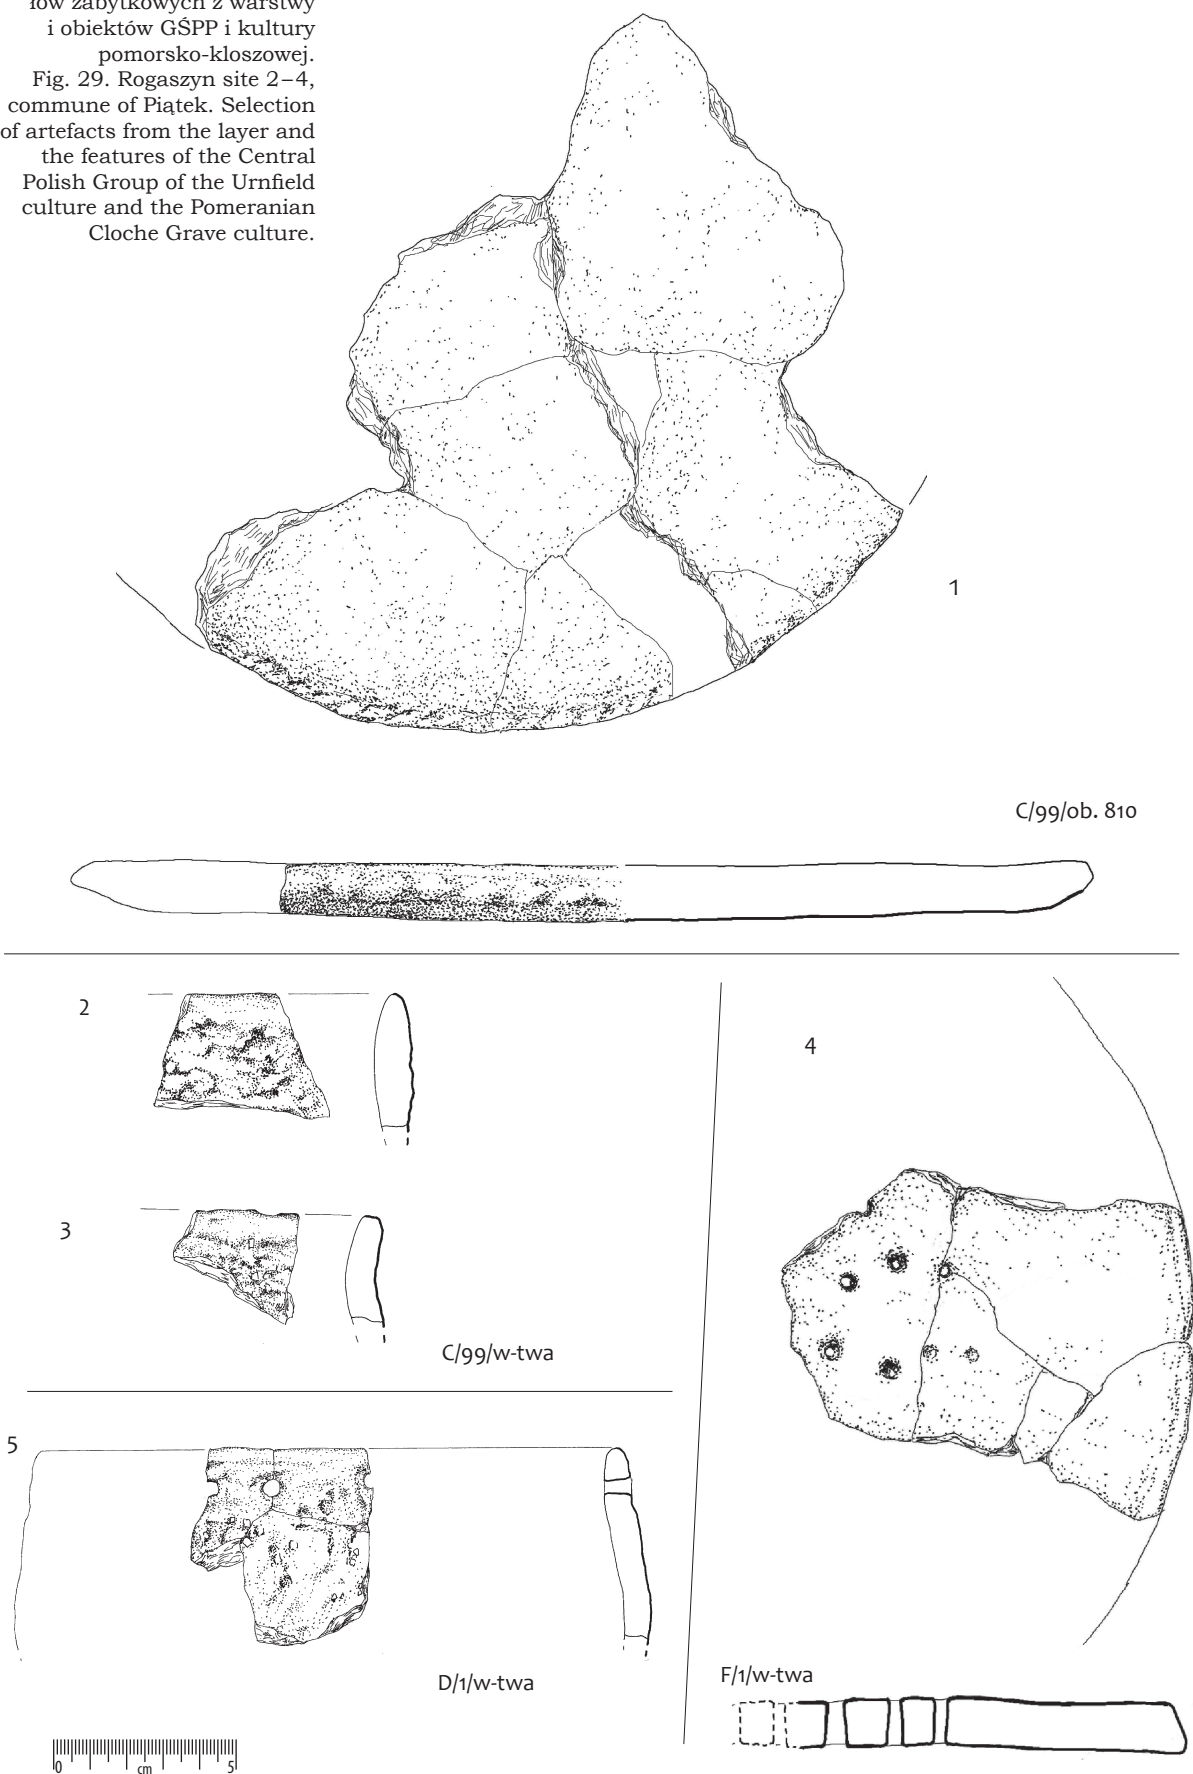 łów zabytkowych z warstwy
i obiektów GŚPP i kultury
pomorsko-kloszowej.
Fig. 29. Rogaszyn site 2–4,
commune of Piątek. Selection
of artefacts from the layer and
the features of the Central
Polish Group of the Urnfield
culture and the Pomeranian
Cloche Grave culture.
1
C/99/ob. 810
2
3
C/99/w-twa
4
5
D/1/w-twa
F/1/w-twa
0 cm 5